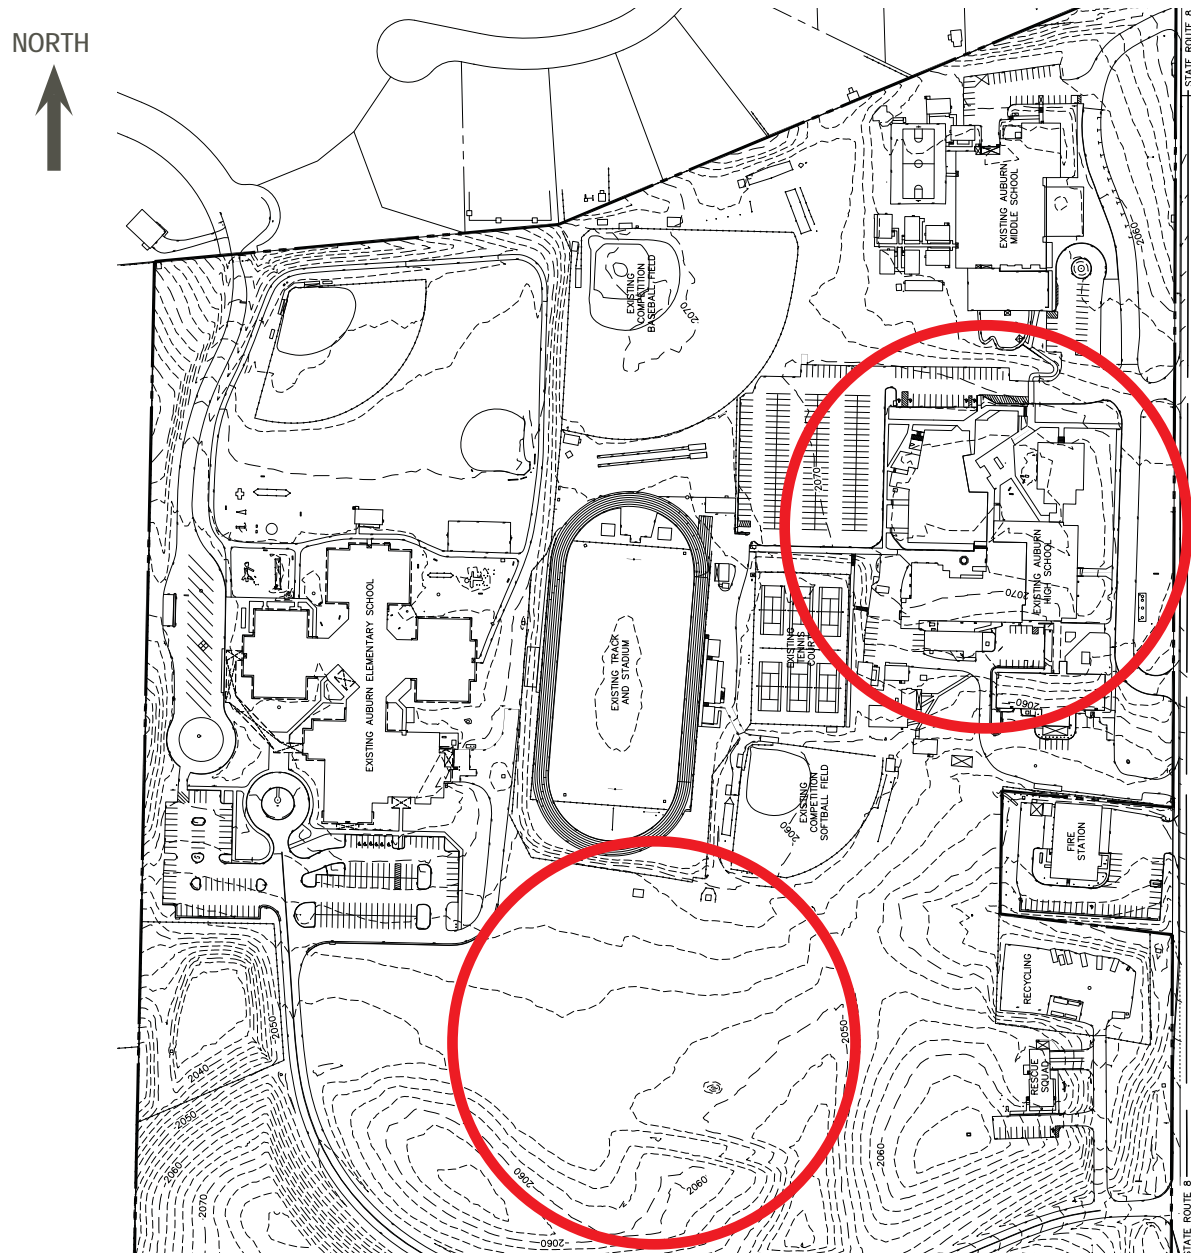 NORTH
STATE ROUTE 8
EXISTING AUBURN
MIDDLE SCHOOL
2060
EXISTING
COMPETITION
BASEBALL FIELD
2070
2070
EXISTING AUBURN
HIGH SCHOOL
2070
EXISTING AUBURN ELEMENTARY SCHOOL
EXISTING TRACK
AND STADIUM
EXISTING
TENNIS
COURT
2060
EXISTING
COMPETITION
SOFTBALL FIELD
2060
FIRE
STATION
RECYCLING
2050
2050
2040
RESCUE
SQUAD
2050
2060
2060
2060
2060
2070
2060
ATE ROUTE 8